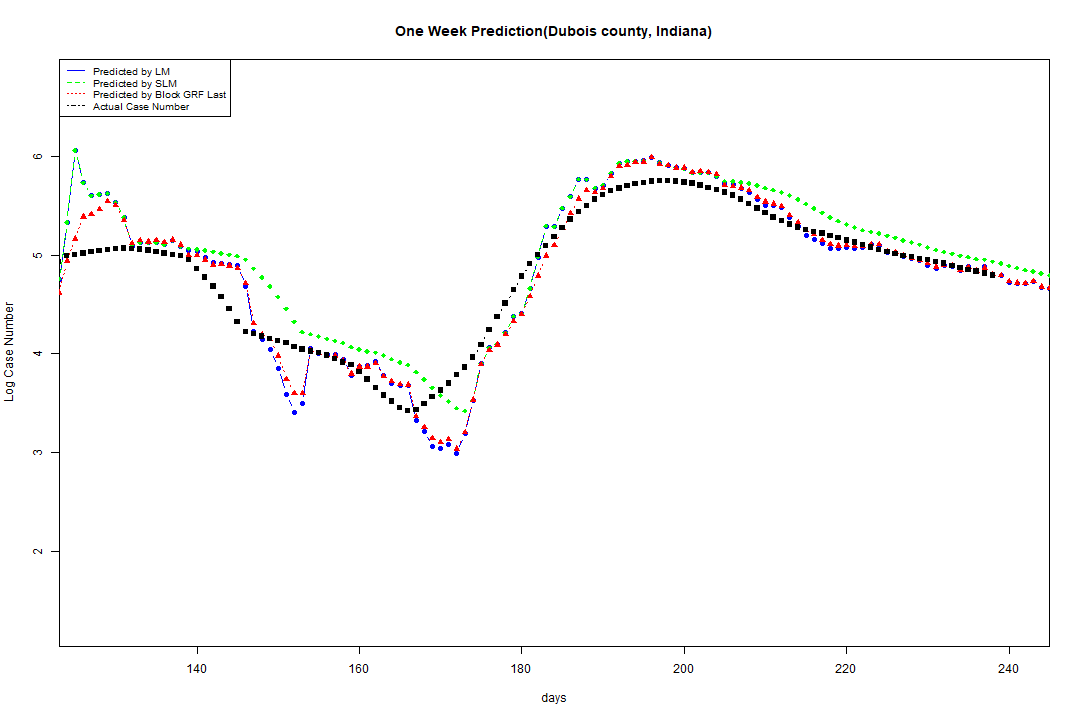 One Week Prediction(Dubois county, Indiana)
Predicted by LM
Predicted by SLM
Predicted by Block GRF Last
Actual Case Number
6
5
4
3
2
Log Case Number
140 160 180 200 220 240
days